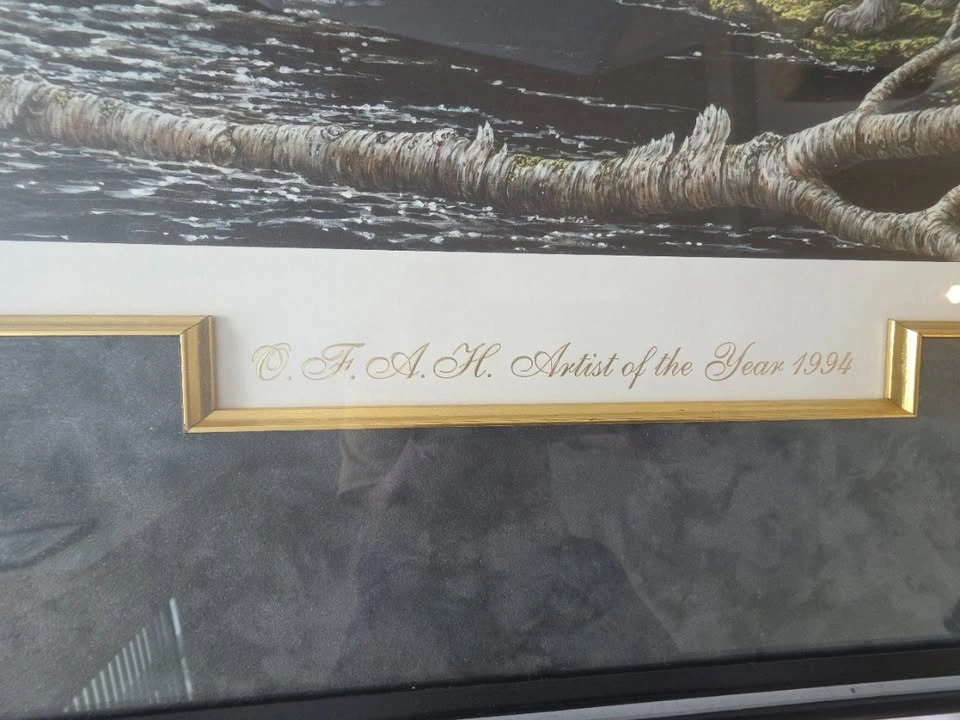 O. F. A. H. Artist of the Year 1994